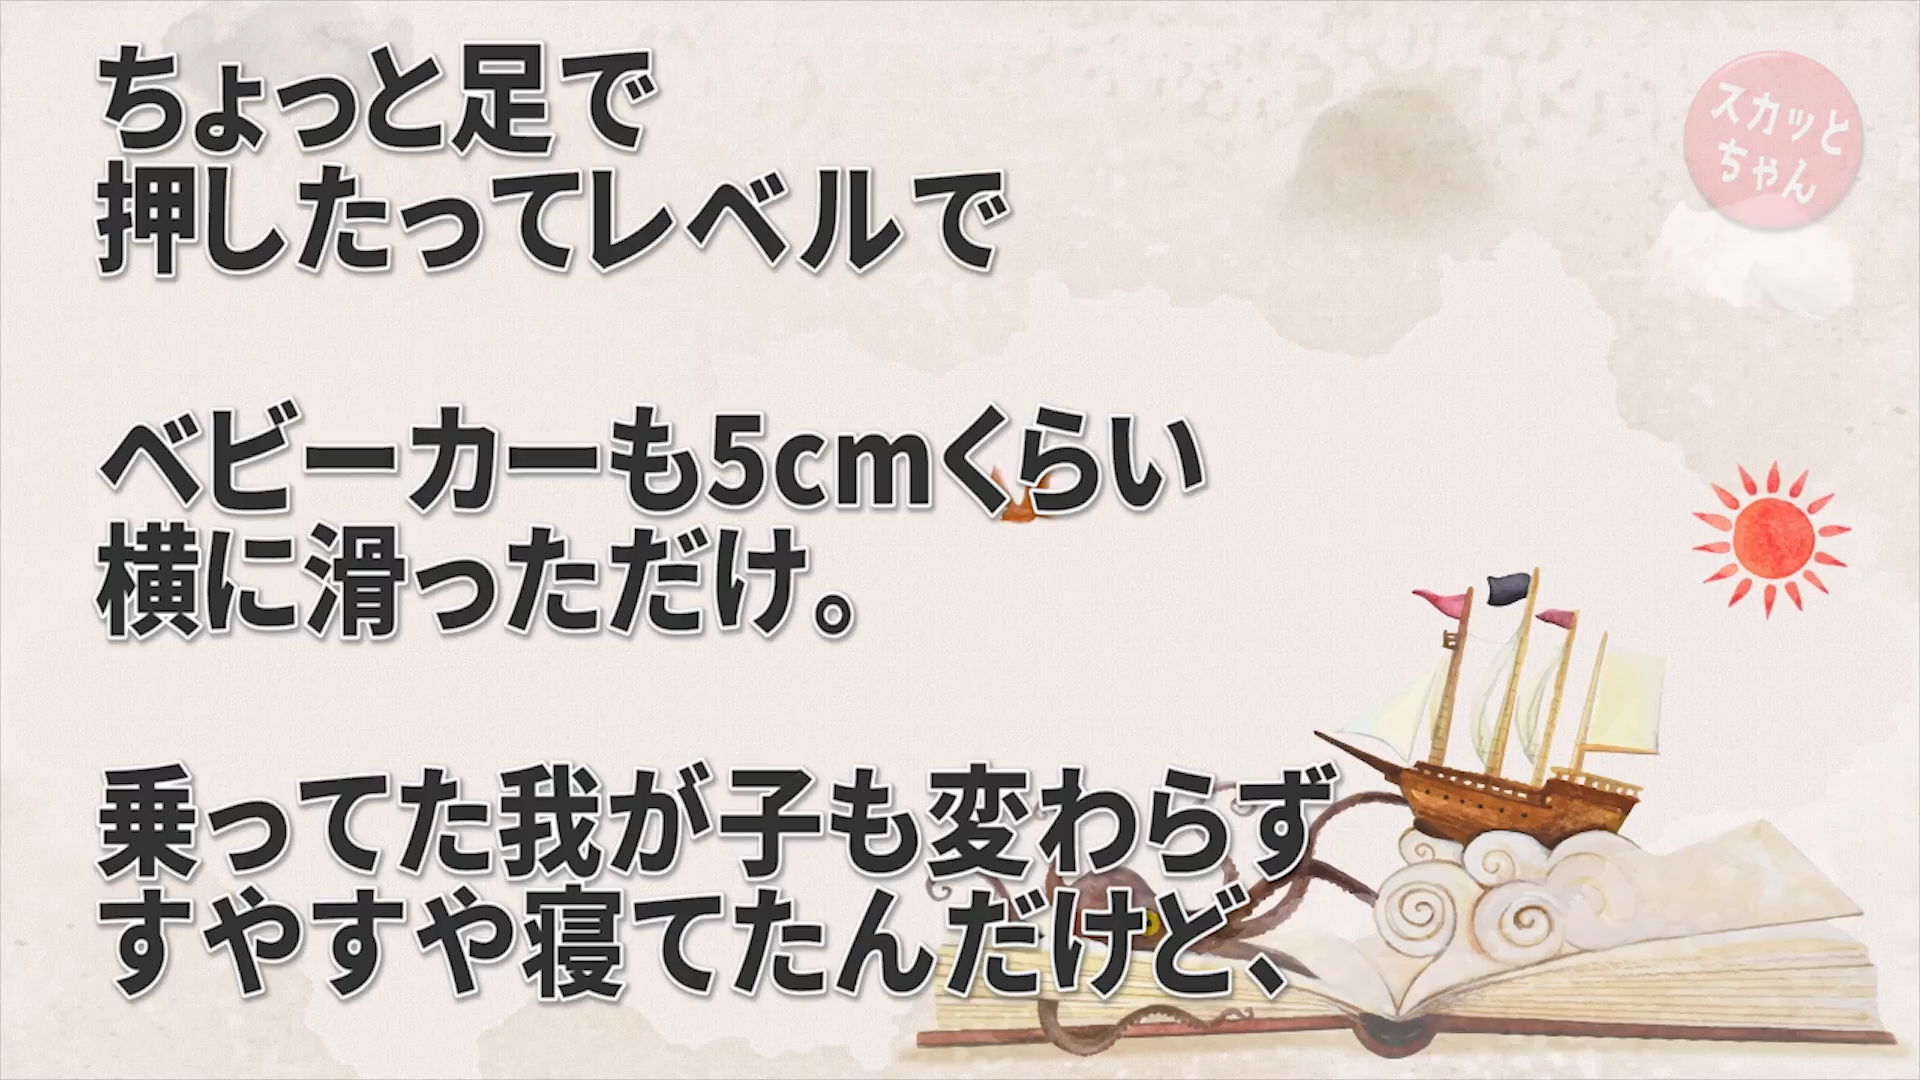 ちょっと足で
押したってレベルで
ベビーカーも5cmくらい
横に滑っただけ。
乗ってた我が子も変わらず
すやすや寝てたんだけど、
スカッと
ちゃん